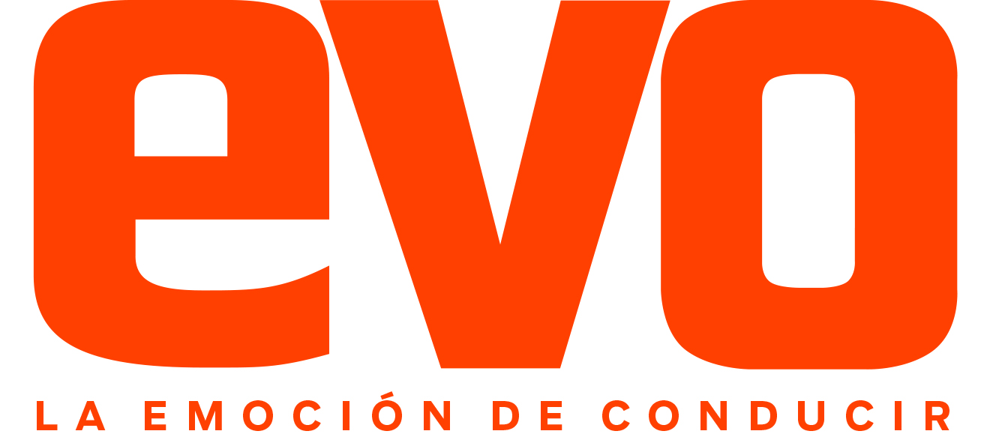 evo
LA EMOCIÓN DE CONDUCIR